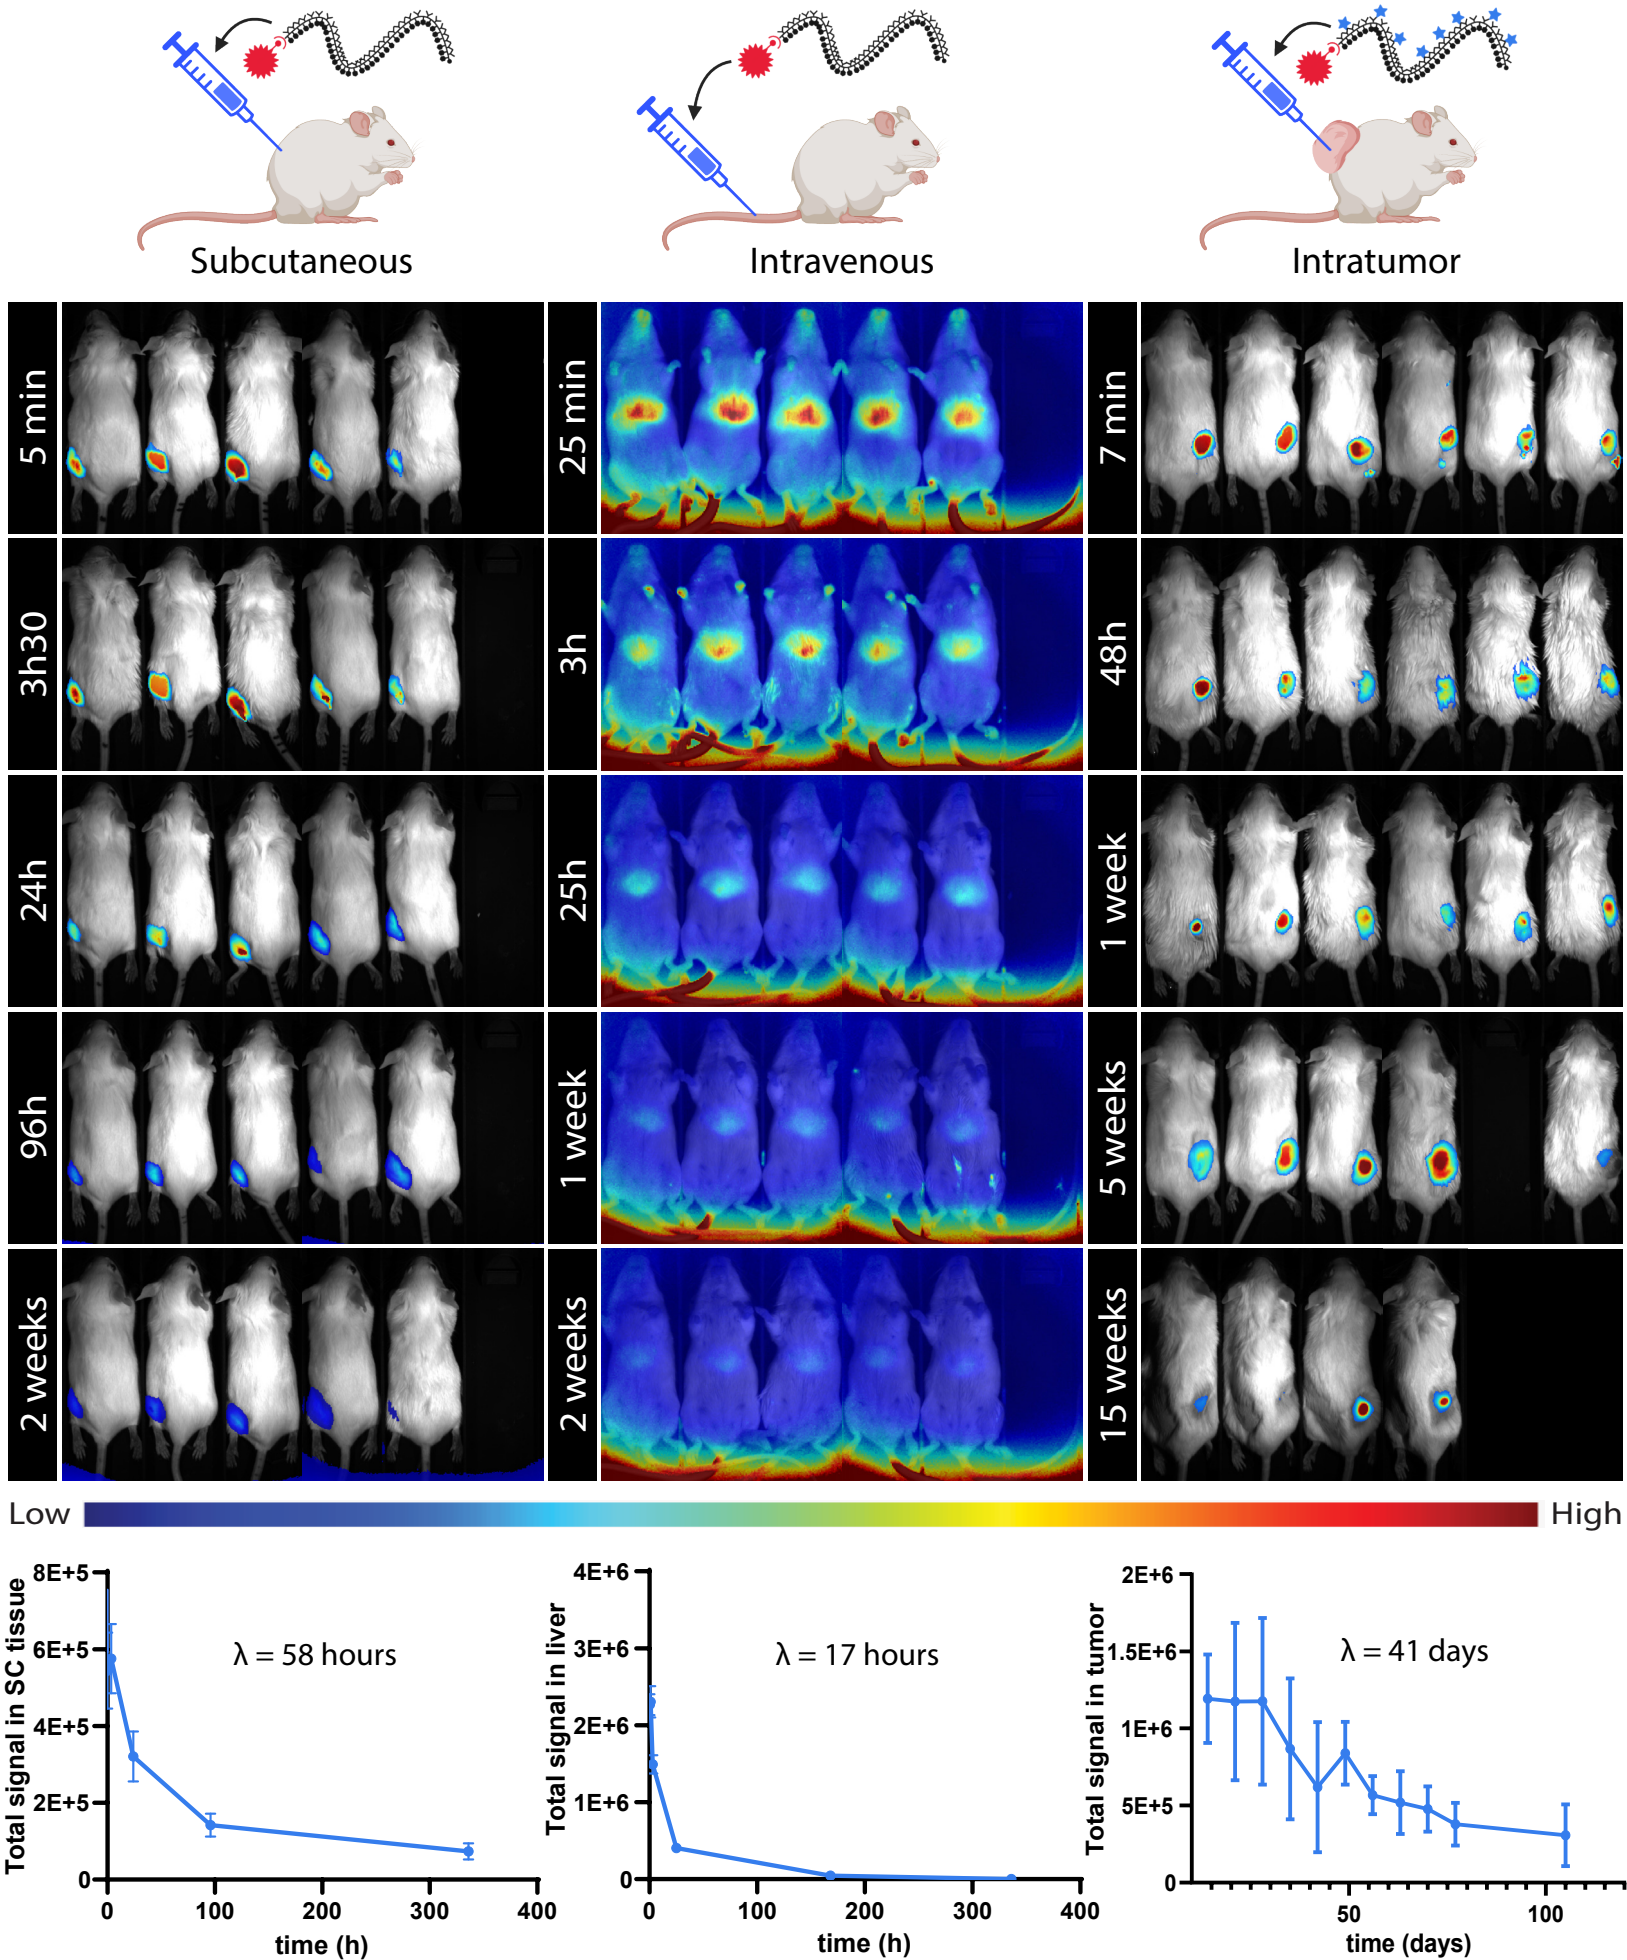 Subcutaneous
Intravenous
Intratumor
5 min
25 min
7 min
3h30
3h
48h
24h
25h
1 week
96h
1 week
5 weeks
2 weeks
2 weeks
15 weeks
Low
High
Total signal in SC tissue
8E+5
6E+5
4E+5
2E+5
0
λ = 58 hours
0 100 200 300 400
time (h)
Total signal in liver
4E+6
3E+6
2E+6
1E+6
0
λ = 17 hours
0 100 200 300 400
time (h)
Total signal in tumor
2E+6
1.5E+6
1E+6
5E+5
0
λ = 41 days
50 100
time (days)